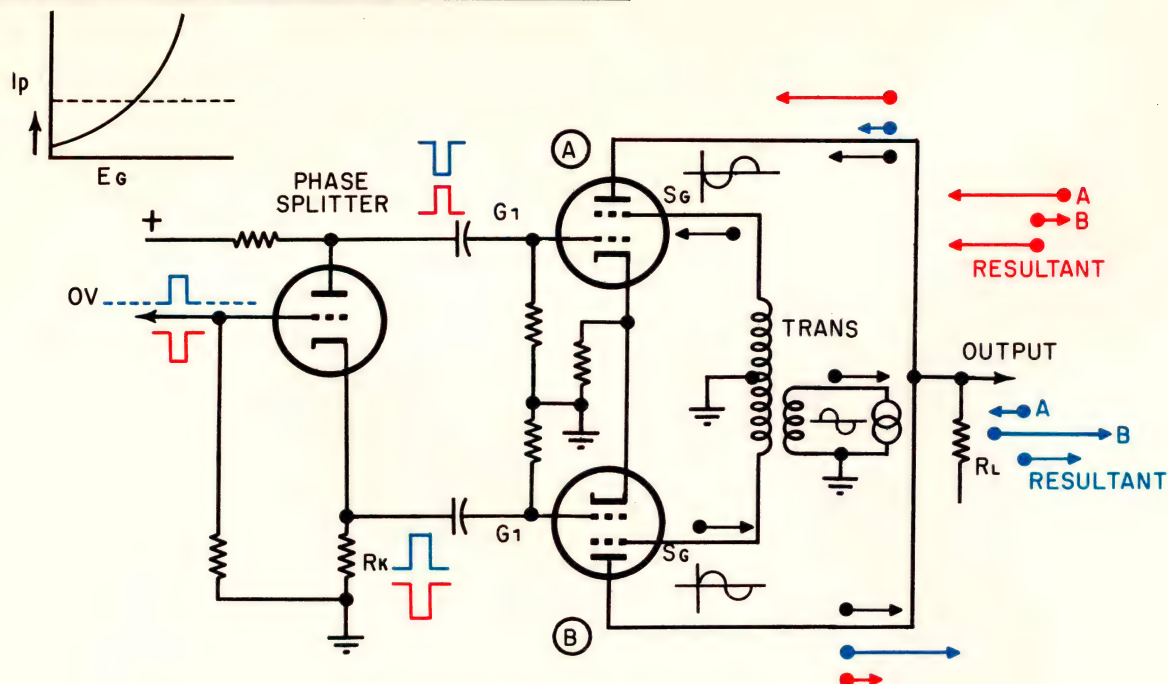 Ip
EG
PHASE
SPLITTER
+
OV
G1
A
SG
TRANS
A
B
RESULTANT
OUTPUT
A
B
RESULTANT
RL
RK
G1
SG
B